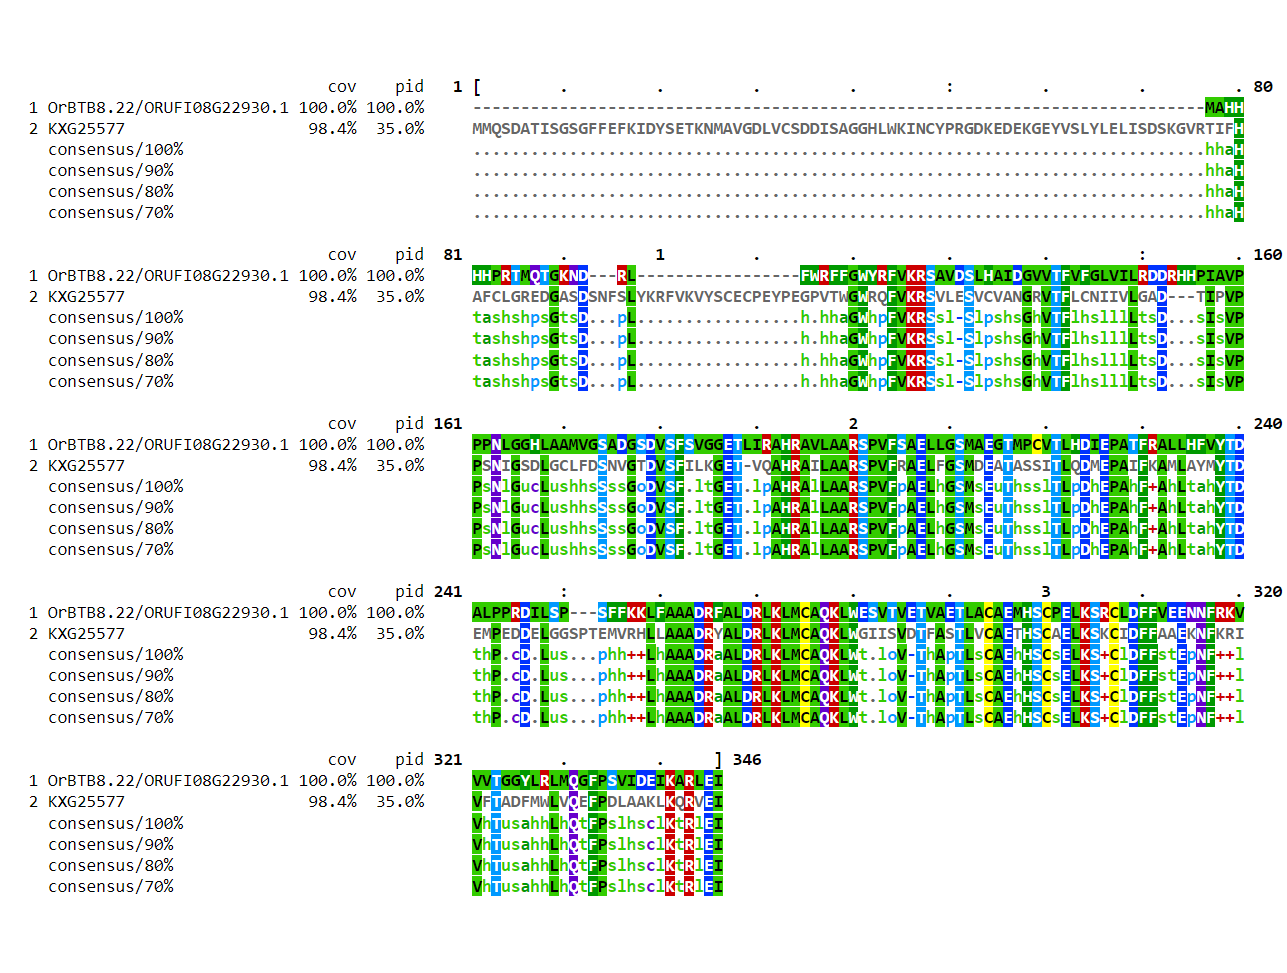 cov pid 1 [ . . . . : . . . 80
1 OrBTB8.22/ORUFI08G22930.1 100.0% 100.0% ----------------------------------------------------------------------------MAHH
2 KXG25577 98.4% 35.0% MMQSDATISGSGFFEFKIDYSETKNMAVGDLVCSDDISAGGHLWKINCYPRGDKEDEKGEYVSLYLELISDSKGVRTIFH
consensus/100% ............................................................................hhaH
consensus/90% ............................................................................hhaH
consensus/80% ............................................................................hhaH
consensus/70% ............................................................................hhaH
cov pid 81 . 1 . . . . : . 160
1 OrBTB8.22/ORUFI08G22930.1 100.0% 100.0% HHPRTMQTGKND---RL-----------------FWRFFGWYRFVKRSAVDSLHAIDGVVTFVFGLVILRDDRHHPIAVP
2 KXG25577 98.4% 35.0% AFCLGREDGASDSNFSLYKRFVKVYSCECPEYPEGPVTWGWRQFVKRSVLESVCVANGRVTFLCNIIVLGAD---TIPVP
consensus/100% tashshpsGtsD...pL.................h.hhaGWhpFVKRSsl-SlpshsGhVTFlhslllLtsD...sIsVP
consensus/90% tashshpsGtsD...pL.................h.hhaGWhpFVKRSsl-SlpshsGhVTFlhslllLtsD...sIsVP
consensus/80% tashshpsGtsD...pL.................h.hhaGWhpFVKRSsl-SlpshsGhVTFlhslllLtsD...sIsVP
consensus/70% tashshpsGtsD...pL.................h.hhaGWhpFVKRSsl-SlpshsGhVTFlhslllLtsD...sIsVP
cov pid 161 . . . 2 . . . . 240
1 OrBTB8.22/ORUFI08G22930.1 100.0% 100.0% PPNLGGHLAAMVGSADGSDVSFSVGGETLIRAHRAVLAARSPVFSAELLGSMAEGTMPCVTLHDIEPATFRALLHFVYTD
2 KXG25577 98.4% 35.0% PSNIGSDLGCLFDSNVGTDVSFILKGET-VQAHRAILAARSPVFRAELFGSMDEATASSITLQDMEPAIFKAMLAYMYTD
consensus/100% PsNlGucLushhsSssGoDVSF.ltGET.lpAHRAlLAARSPVFpAELhGSMsEuThsslTLpDhEPAhF+AhLtahYTD
consensus/90% PsNlGucLushhsSssGoDVSF.ltGET.lpAHRAlLAARSPVFpAELhGSMsEuThsslTLpDhEPAhF+AhLtahYTD
consensus/80% PsNlGucLushhsSssGoDVSF.ltGET.lpAHRAlLAARSPVFpAELhGSMsEuThsslTLpDhEPAhF+AhLtahYTD
consensus/70% PsNlGucLushhsSssGoDVSF.ltGET.lpAHRAlLAARSPVFpAELhGSMsEuThsslTLpDhEPAhF+AhLtahYTD
cov pid 241 : . . . . 3 . . 320
1 OrBTB8.22/ORUFI08G22930.1 100.0% 100.0% ALPPRDILSP---SFFKKLFAAADRFALDRLKLMCAQKLWESVTVETVAETLACAEMHSCPELKSRCLDFFVEENNFRKV
2 KXG25577 98.4% 35.0% EMPEDDELGGSPTEMVRHLLAAADRYALDRLKLMCAQKLWGIISVDTFASTLVCAETHSCAELKSKCIDFFAAEKNFKRI
consensus/100% thP.cD.Lus...phh++LhAAADRaALDRLKLMCAQKLWt.loV-ThApTLsCAEhHSCsELKS+ClDFFstEpNF++l
consensus/90% thP.cD.Lus...phh++LhAAADRaALDRLKLMCAQKLWt.loV-ThApTLsCAEhHSCsELKS+ClDFFstEpNF++l
consensus/80% thP.cD.Lus...phh++LhAAADRaALDRLKLMCAQKLWt.loV-ThApTLsCAEhHSCsELKS+ClDFFstEpNF++l
consensus/70% thP.cD.Lus...phh++LhAAADRaALDRLKLMCAQKLWt.loV-ThApTLsCAEhHSCsELKS+ClDFFstEpNF++l
cov pid 321 . . ] 346
1 OrBTB8.22/ORUFI08G22930.1 100.0% 100.0% VVTGGYLRLMQGFPSVIDEIKARLEI
2 KXG25577 98.4% 35.0% VFTADFMWLVQEFPDLAAKLKQRVEI
consensus/100% VhTusahhLhQtFPslhsclKtRlEI
consensus/90% VhTusahhLhQtFPslhsclKtRlEI
consensus/80% VhTusahhLhQtFPslhsclKtRlEI
consensus/70% VhTusahhLhQtFPslhsclKtRlEI